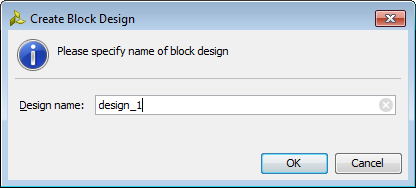 Create Block Design
Please specify name of block design
Design name: design_1
OK Cancel